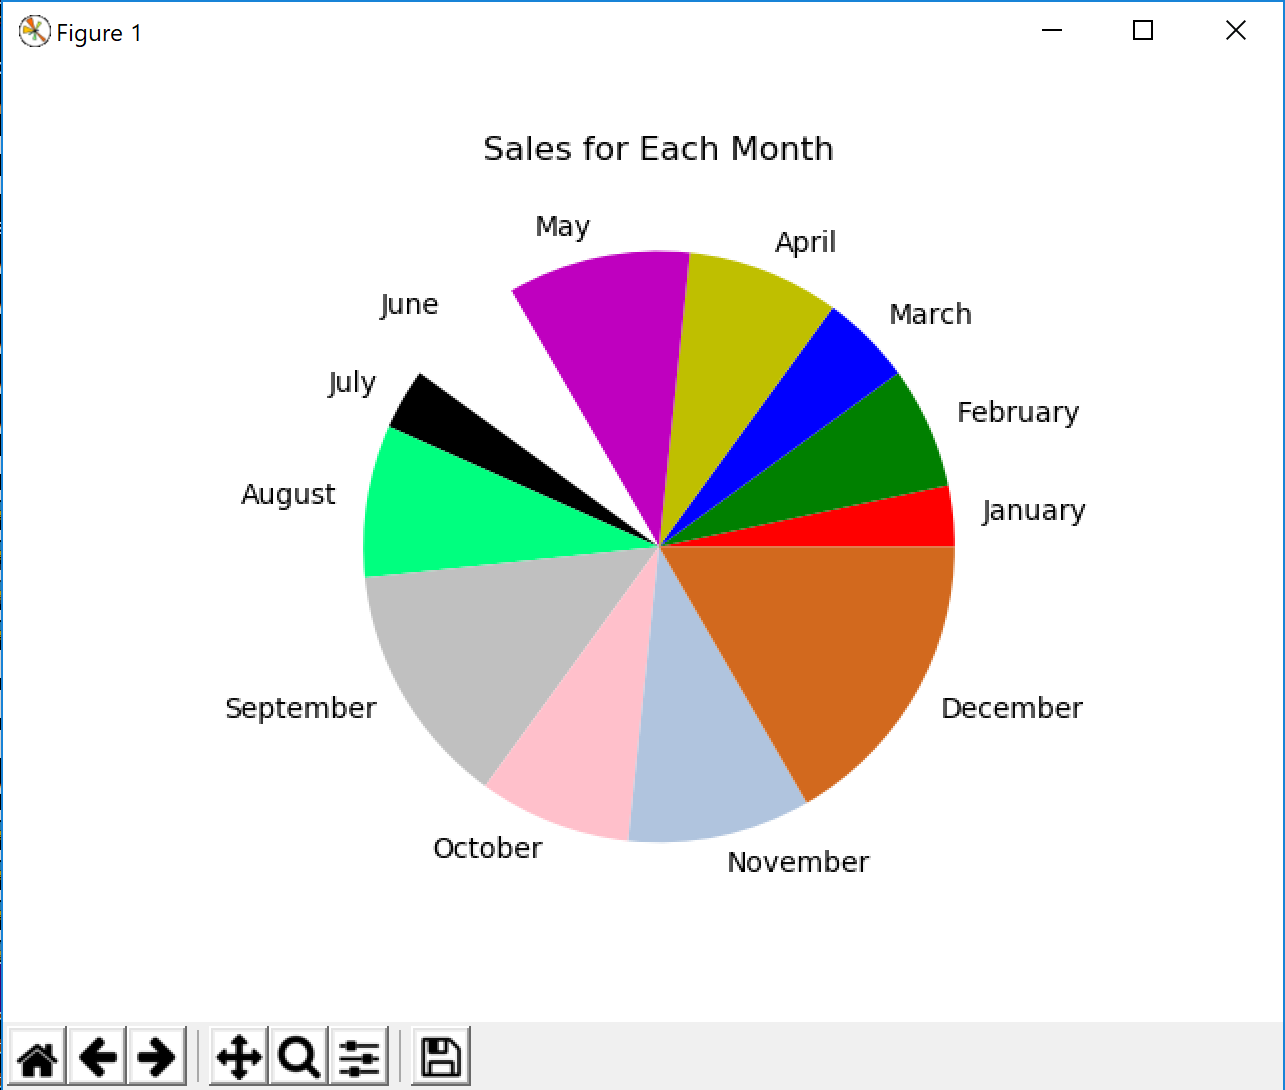 Figure 1
Sales for Each Month
May
April
June
March
July
February
August
January
September
December
October
November